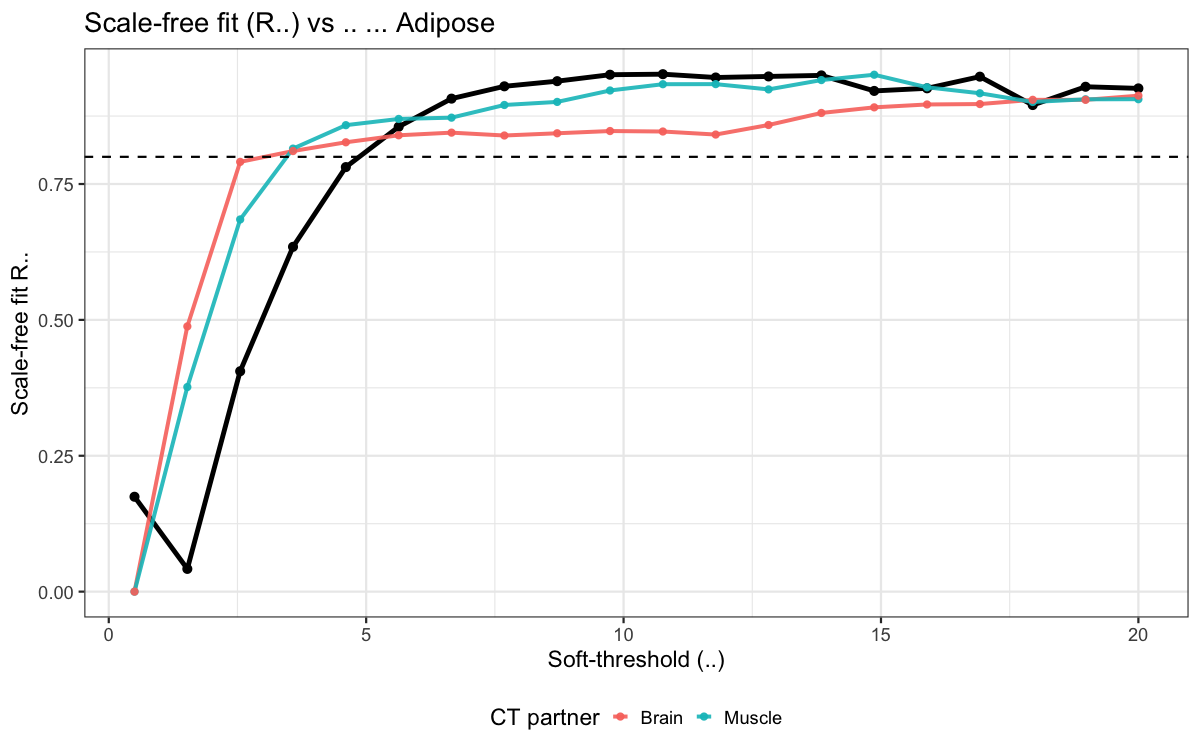 Scale-free fit (R..) vs .. ... Adipose
Scale-free fit R..
0.75
0.50
0.25
0.00
0
5
10
15
20
Soft-threshold (..)
CT partner Brain Muscle